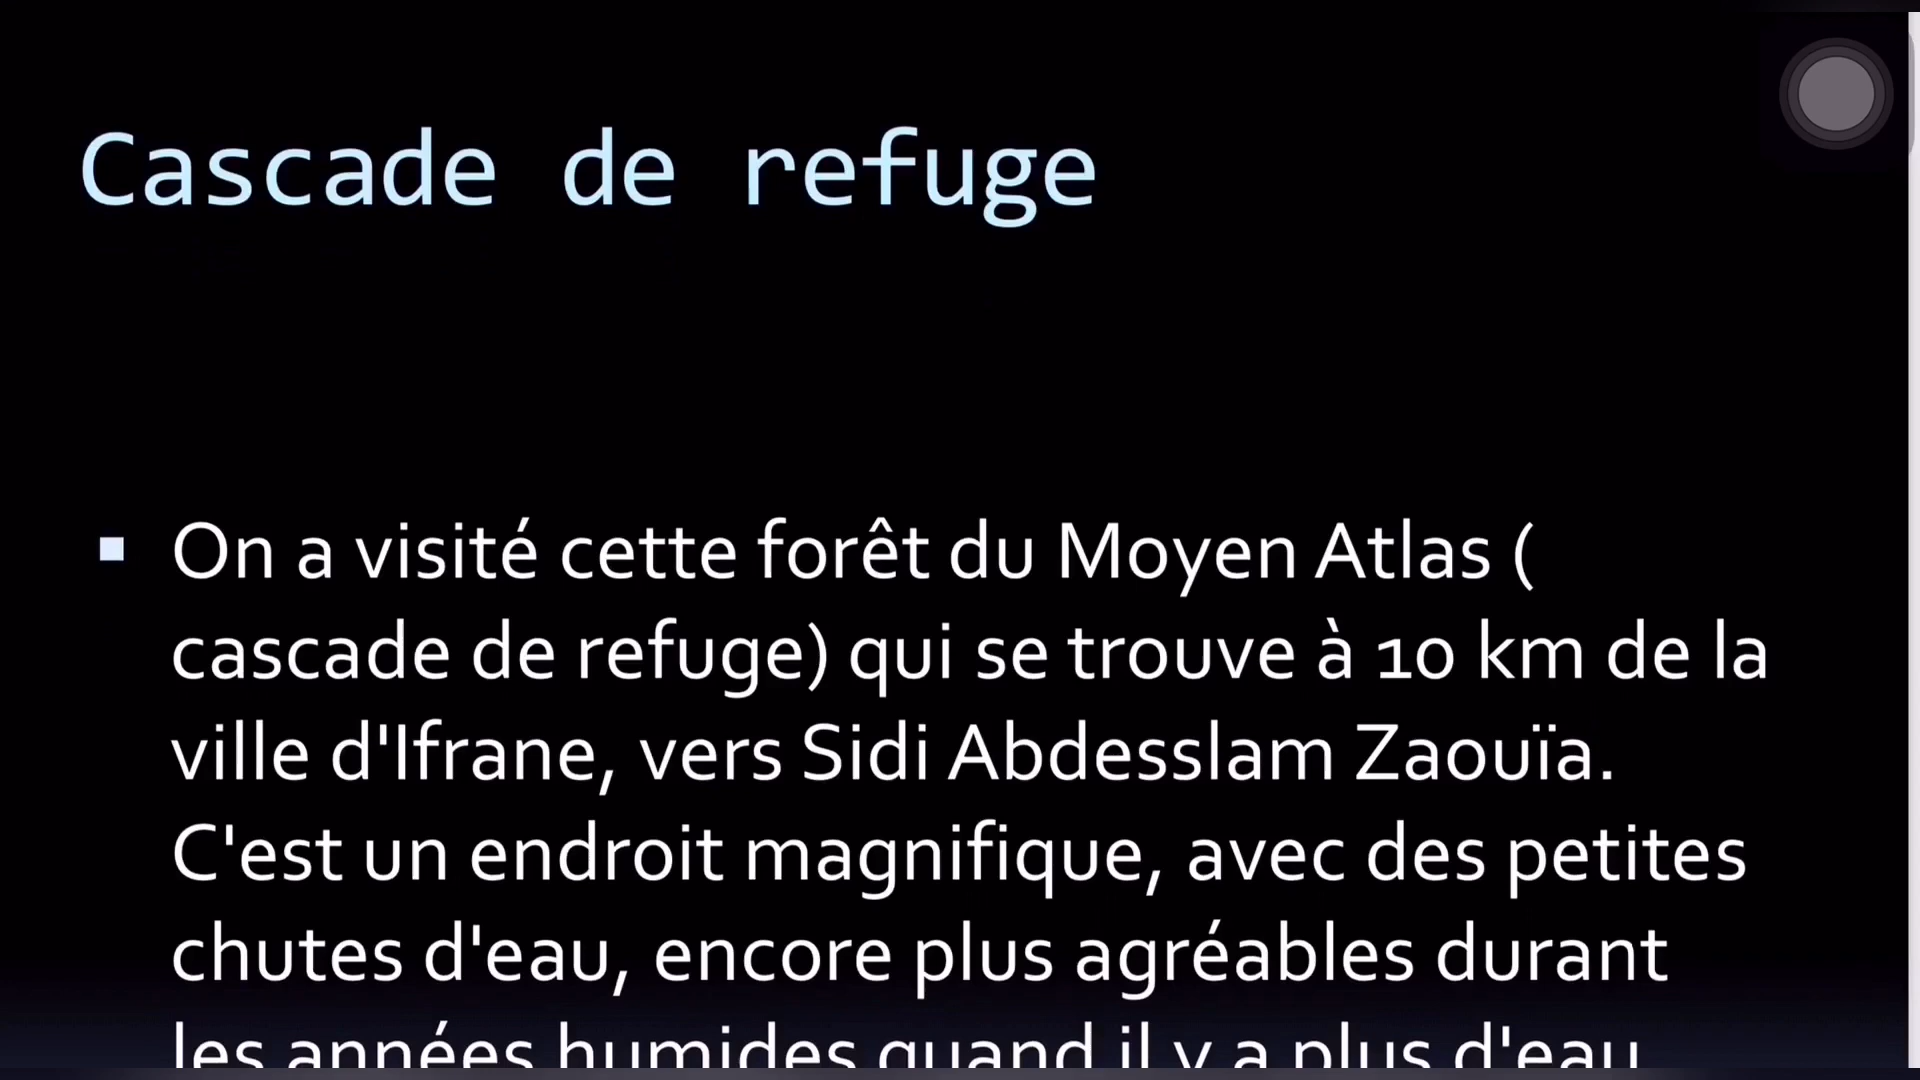 Cascade de refuge
On a visité cette forêt du Moyen Atlas (
cascade de refuge) qui se trouve à 10 km de la
ville d'Ifrane, vers Sidi Abdesslam Zaouïa.
C'est un endroit magnifique, avec des petites
chutes d'eau, encore plus agréables durant
les années humides quand il y a plus d'eau